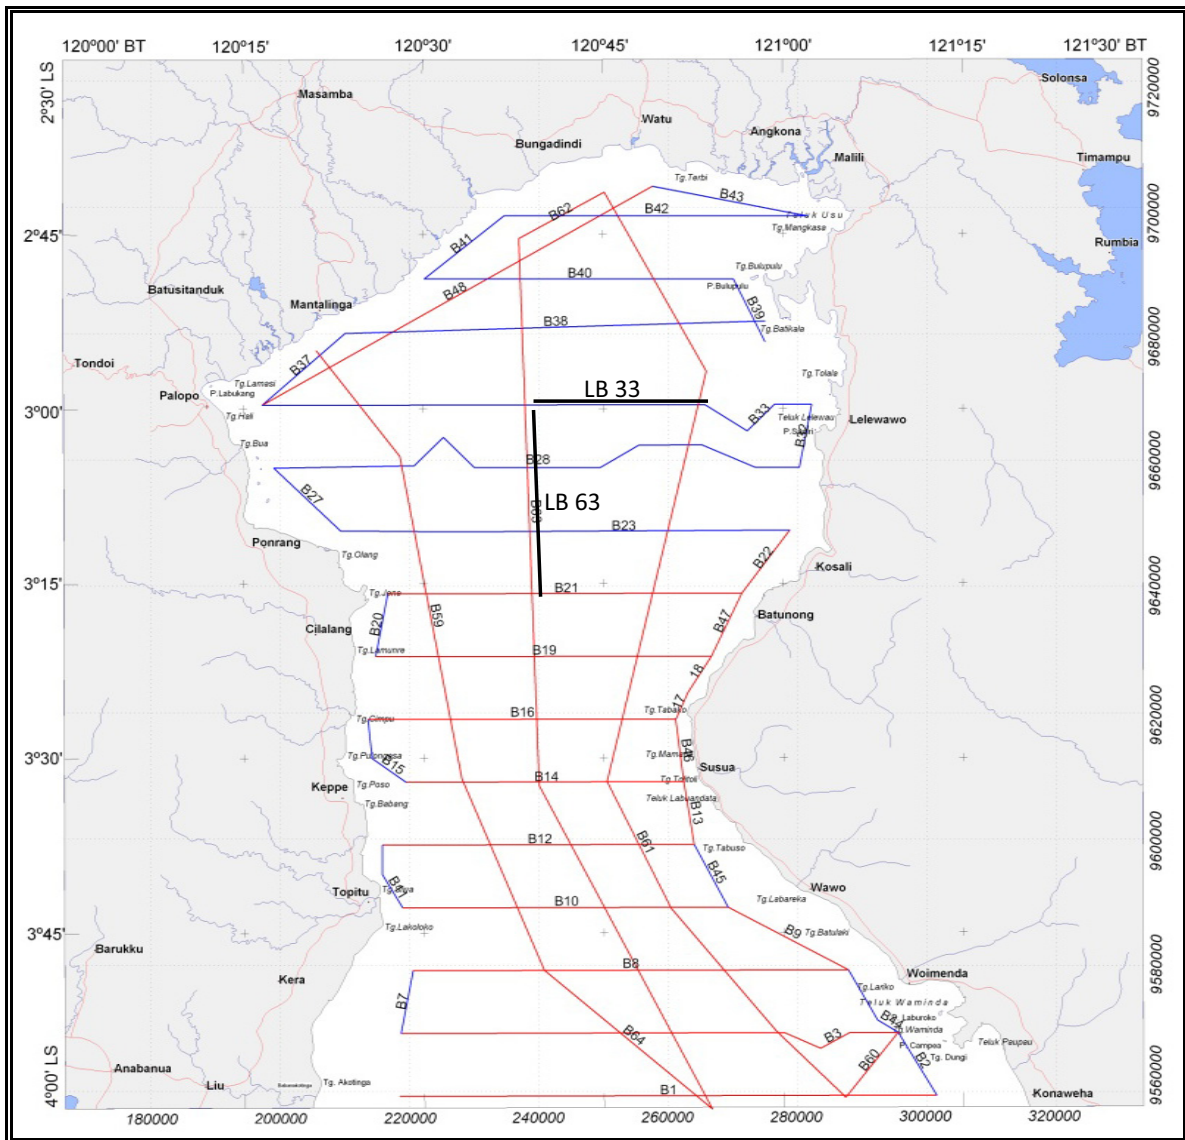 120°00' BT 120°15' 120°30' 120°45' 121°00' 121°15' 121°30' BT
2°30' LS
9720000
Solonsa
Masamba
Watu
Angkona
Bungadindi
Malili
Timampu
Tg.Terbi
B43
B62
B42
Teluk Usu
9700000
2°45'
Tg.Mangkasa
B41
Rumbia
Tg.Bulupulu
B40
P.Bulupulu
Batusitanduk
B48
Mantalinga
B39
B38
Tg.Batikala
9680000
Tondoi
B37
Tg.Tolala
Tg.Lamasi
P.Labukang
LB 33
Palopo
3°00'
Tg.Hali
B33
Teluk Lelewau
Lelewawo
B32
Tg.Bua
B28
9660000
B27
LB 63
B23
Ponrang
Tg.Olang
B22
Kosali
3°15'
Tg.Jene
B21
9640000
B20
B59
B47
Batunong
Cilalang
Tg.Lamunre
B19
18
17
B16
Tg.Tabako
Tg.Cimpu
9620000
B46
3°30'
B15
Susua
B14
Keppe
Tg.Poso
Tg.Babang
Teluk Labuandata
B13
B12
B61
Tg.Tabuso
9600000
B45
Topitu
B11
Wawo
Tg.Labareka
B10
Tg.Lakoloko
B9
Tg.Batulaki
3°45'
Barukku
B8
9580000
Kera
Woimenda
Tg.Lariko
Teluk Waminda
B7
B44
B64
B3
B60
P. Campea
Teluk Paupau
Tg. Dungi
B2
Anabanua
Liu
Tg. Akotinga
B1
9560000
Konaweha
4°00' LS
180000 200000 220000 240000 260000 280000 300000 320000